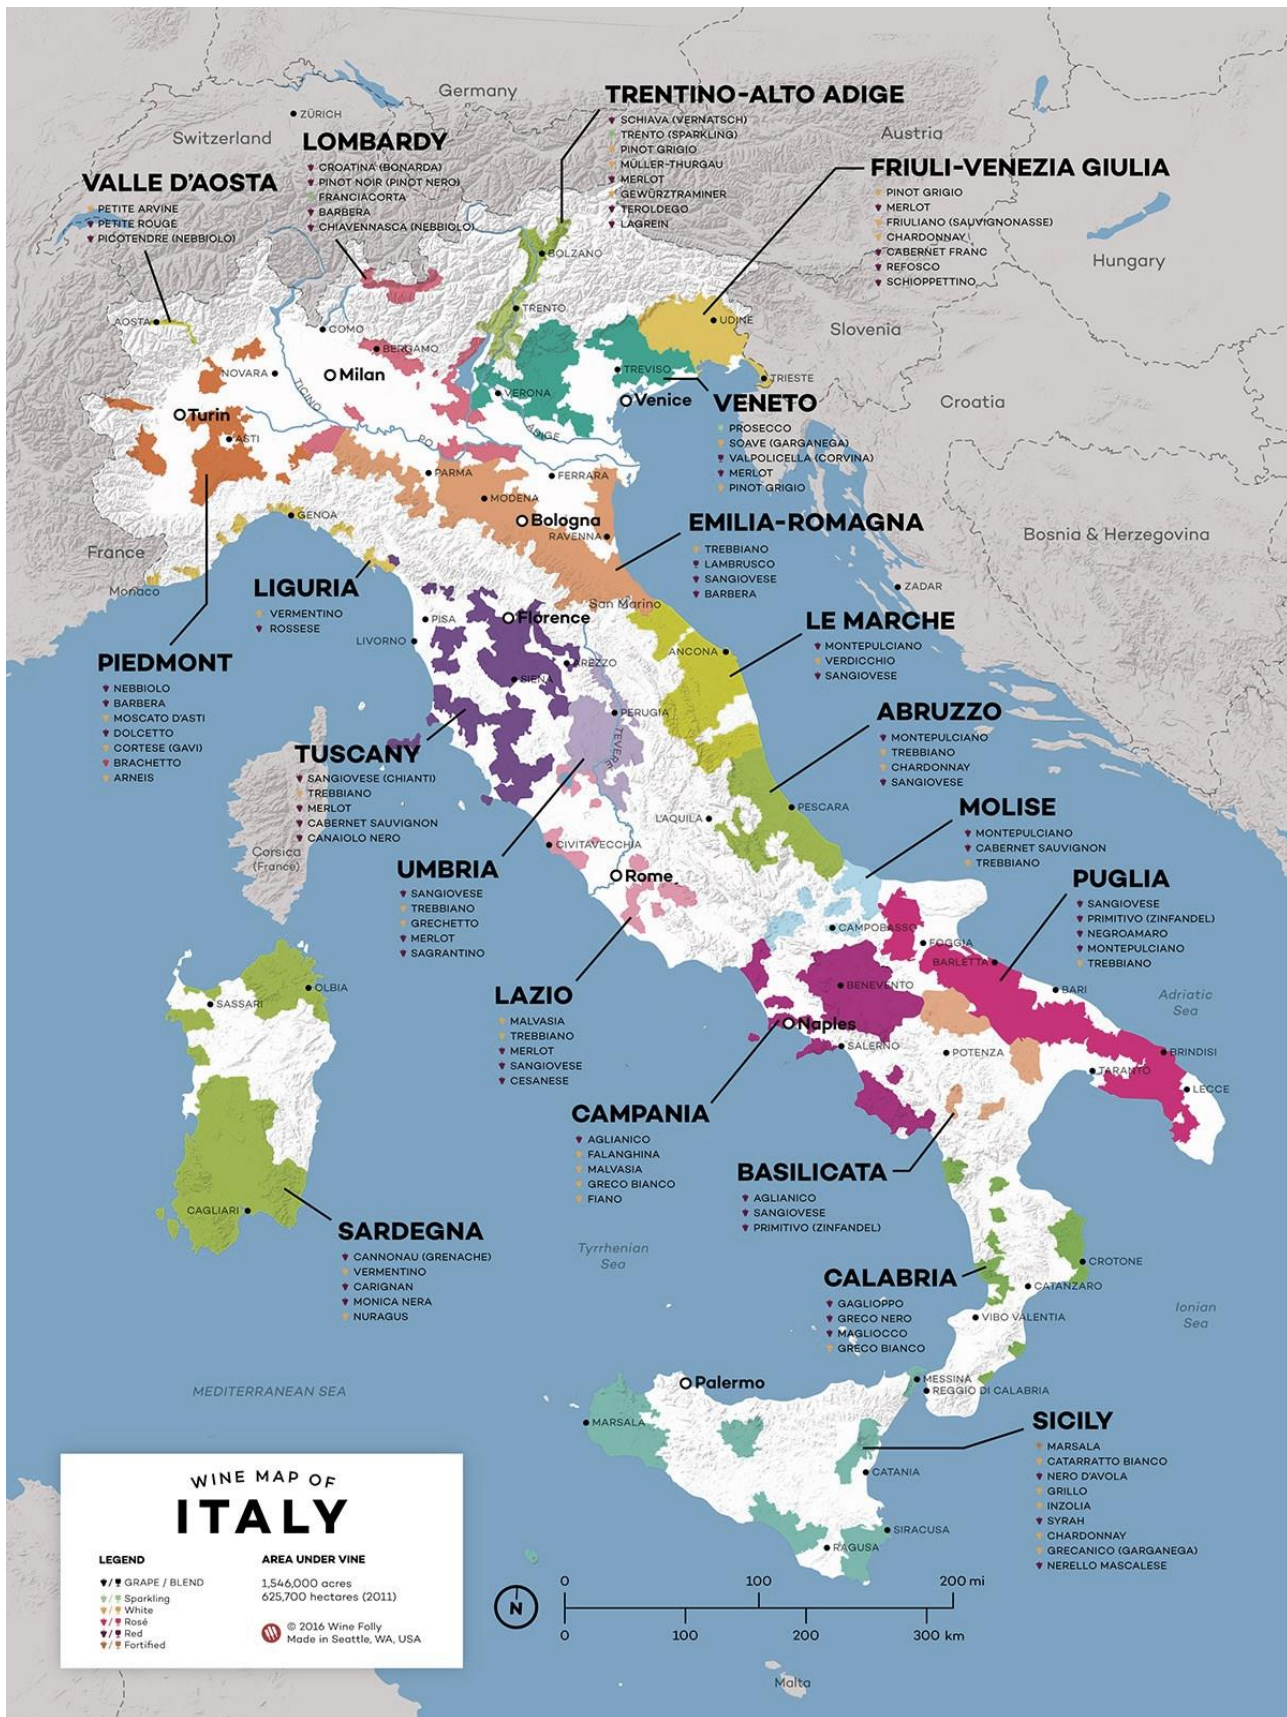 Germany
ZÜRICH
Switzerland
Austria
Hungary
Slovenia
Croatia
Bosnia & Herzegovina
France
Monaco
TRENTINO-ALTO ADIGE
SCHIAVA (VERNATSCH)
TRENTO (SPARKLING)
PINOT GRIGIO
MÜLLER-THURGAU
MERLOT
GEWÜRZTRAMINER
TEROLDEGO
LAGREIN
LOMBARDY
CROATINA (BONARDA)
PINOT NOIR (PINOT NERO)
FRANCIACORTA
BARBERA
CHIAVENNASCA (NEBBIOLO)
VALLE D'AOSTA
PETITE ARVINE
PETITE ROUGE
PICOTENDRE (NEBBIOLO)
FRIULI-VENEZIA GIULIA
PINOT GRIGIO
MERLOT
FRIULIANO (SAUVIGNONASSE)
CHARDONNAY
CABERNET FRANC
REFOSCO
SCHIOPPETTINO
BOLZANO
TRENTO
AOSTA
COMO
BERGAMO
UDINE
TRIESTE
NOVARA
Milan
TICINO
TREVISO
VERONA
Venice
Turin
ASTI
PO
ADIGE
VENETO
PROSECCO
SOAVE (GARGANEGA)
VALPOLICELLA (CORVINA)
MERLOT
PINOT GRIGIO
PARMA
FERRARA
MODENA
Bologna
RAVENNA
GENOA
EMILIA-ROMAGNA
TREBBIANO
LAMBRUSCO
SANGIOVESE
BARBERA
ZADAR
San Marino
LIGURIA
VERMENTINO
ROSSESE
PISA
Florence
LIVORNO
AREZZO
SIENA
PERUGIA
TEVERE
ANCONA
LE MARCHE
MONTEPULCIANO
VERDICCHIO
SANGIOVESE
PIEDMONT
NEBBIOLO
BARBERA
MOSCATO D'ASTI
DOLCETTO
CORTESE (GAVI)
BRACHETTO
ARNEIS
ABRUZZO
MONTEPULCIANO
TREBBIANO
CHARDONNAY
SANGIOVESE
TUSCANY
SANGIOVESE (CHIANTI)
TREBBIANO
MERLOT
CABERNET SAUVIGNON
CANAIOLO NERO
Corsica
(France)
PESCARA
L'AQUILA
CIVITAVECCHIA
Rome
MOLISE
MONTEPULCIANO
CABERNET SAUVIGNON
TREBBIANO
UMBRIA
SANGIOVESE
TREBBIANO
GRECHETTO
MERLOT
SAGRANTINO
PUGLIA
SANGIOVESE
PRIMITIVO (ZINFANDEL)
NEGROAMARO
MONTEPULCIANO
TREBBIANO
CAMPOBASSO
FOGGIA
BARLETTA
BARI
Adriatic
Sea
OLBIA
SASSARI
BENEVENTO
LAZIO
MALVASIA
TREBBIANO
MERLOT
SANGIOVESE
CESANESE
Naples
SALERNO
POTENZA
BRINDISI
TARANTO
LECCE
CAMPANIA
AGLIANICO
FALANGHINA
MALVASIA
GRECO BIANCO
FIANO
BASILICATA
AGLIANICO
SANGIOVESE
PRIMITIVO (ZINFANDEL)
CAGLIARI
SARDEGNA
CANNONAU (GRENACHE)
VERMENTINO
CARIGNAN
MONICA NERA
NURAGUS
Tyrrhenian
Sea
CALABRIA
GAGLIOPPO
GRECO NERO
MAGLIOCCO
GRECO BIANCO
CROTONE
CATANZARO
VIBO VALENTIA
Ionian
Sea
MEDITERRANEAN SEA
Palermo
MESSINA
REGGIO DI CALABRIA
MARSALA
CATANIA
SIRACUSA
RAGUSA
SICILY
MARSALA
CATARRATTO BIANCO
NERO D'AVOLA
GRILLO
INZOLIA
SYRAH
CHARDONNAY
GRECANICO (GARGANEGA)
NERELLO MASCALESE
WINE MAP OF
ITALY
LEGEND
/ GRAPE / BLEND
/ Sparkling
/ White
/ Rosé
/ Red
/ Fortified
AREA UNDER VINE
1,546,000 acres
625,700 hectares (2011)
© 2016 Wine Folly
Made in Seattle, WA, USA
N
0 100 200 mi
0 100 200 300 km
Malta